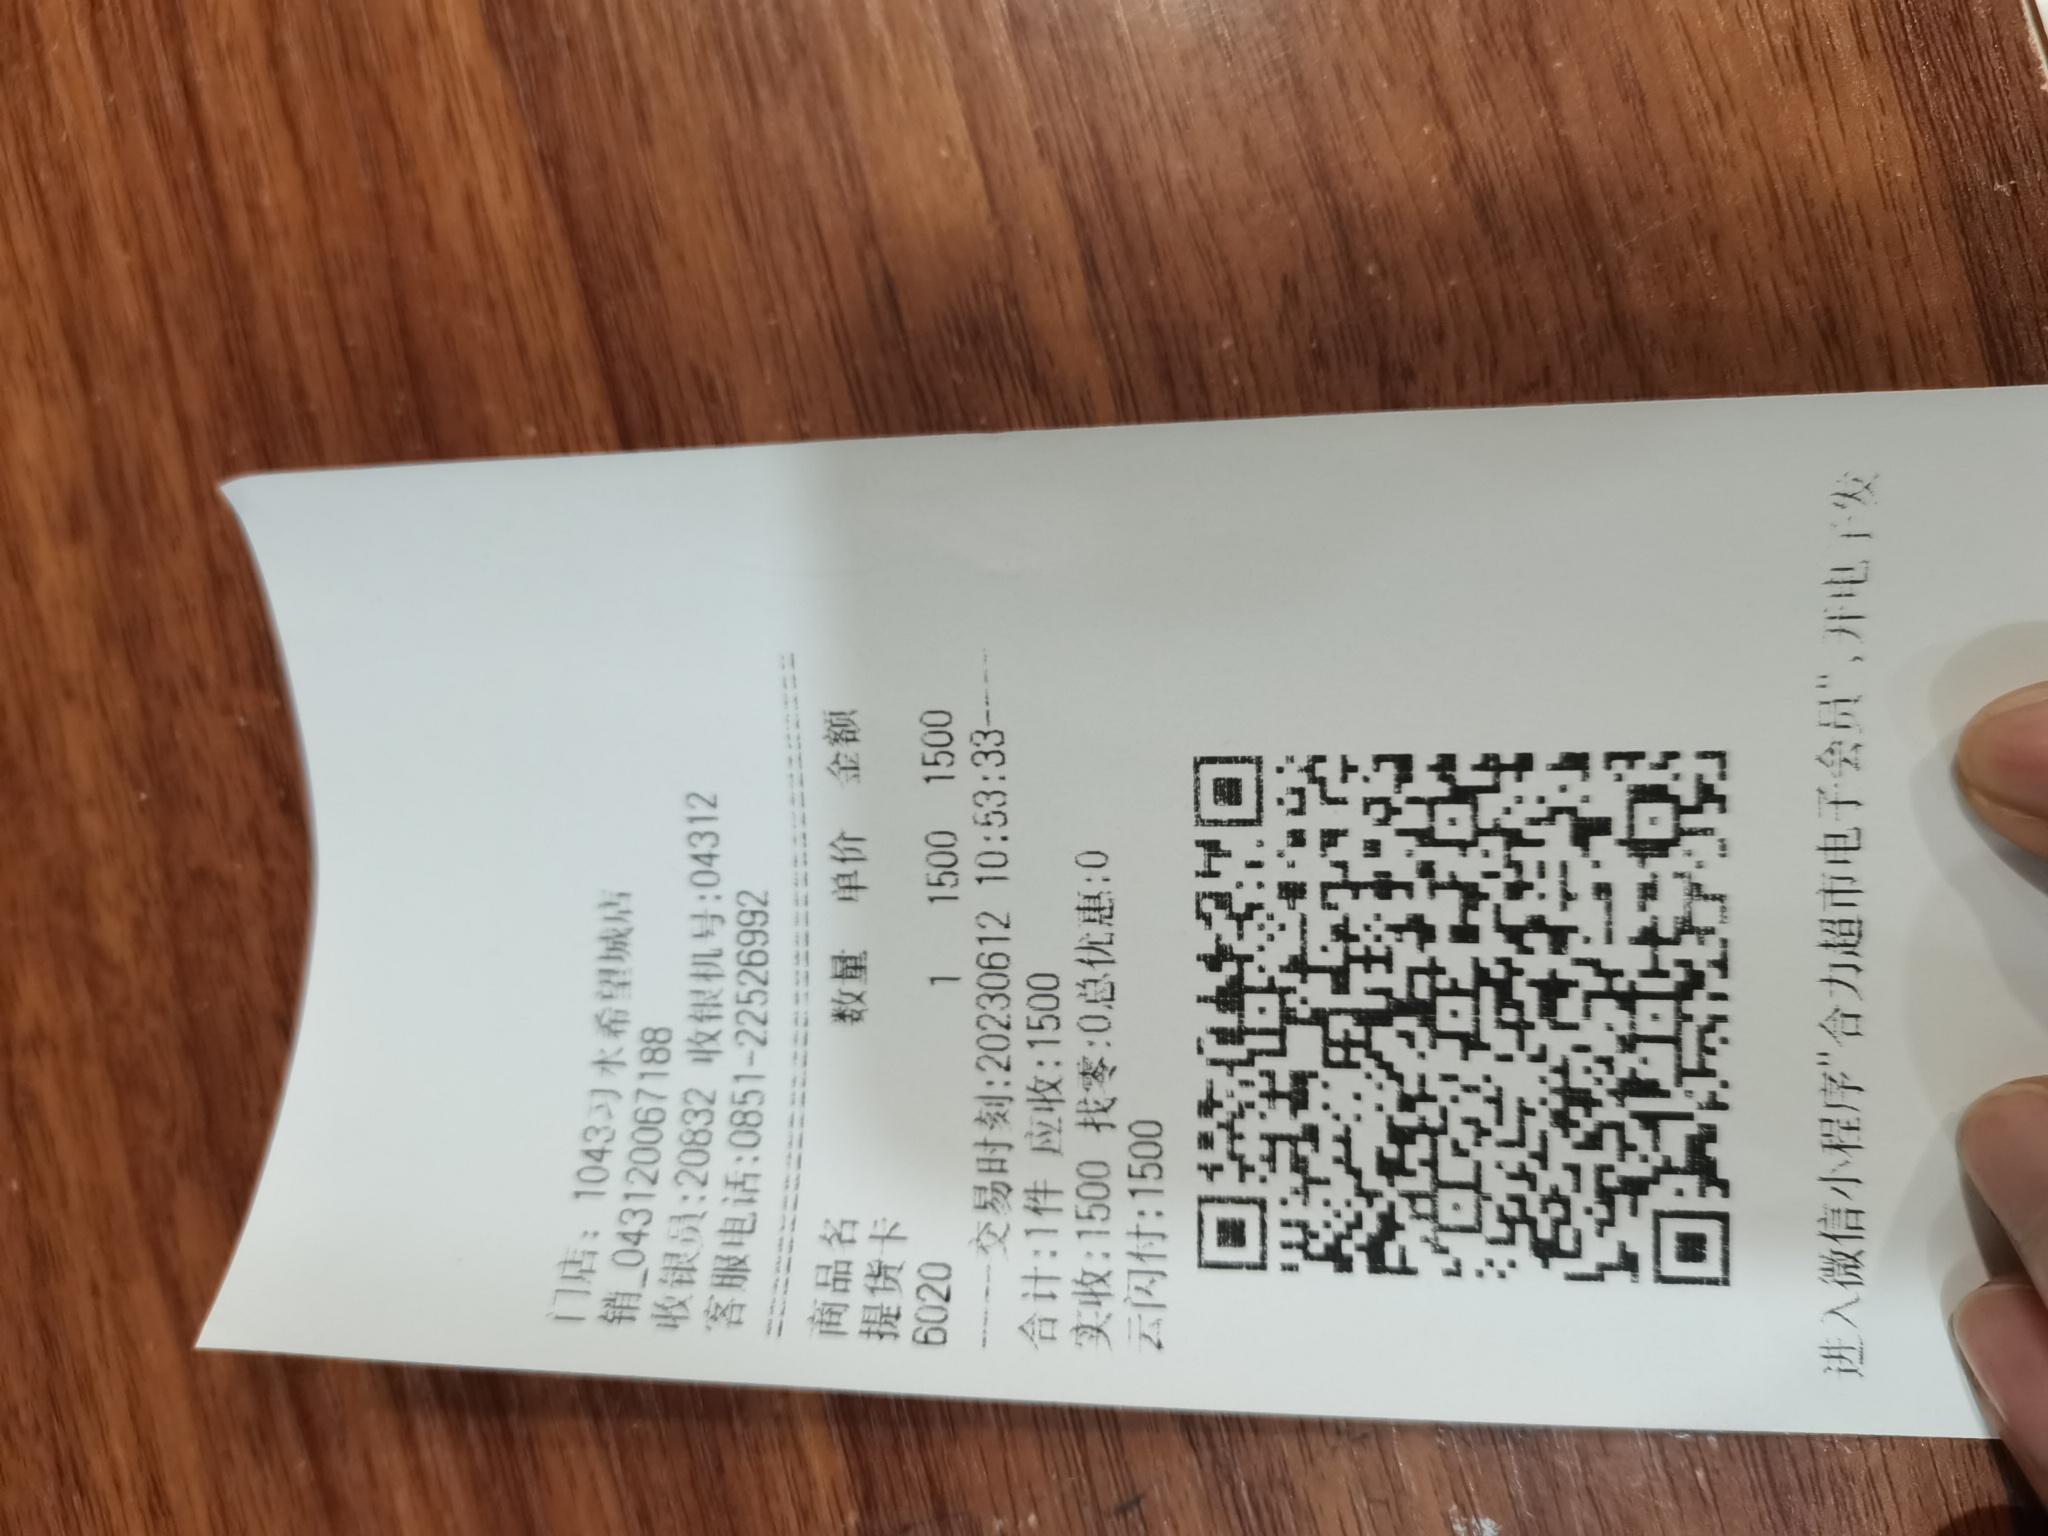 门店: 1043习水希望城店
销_043120067188
收银员:20832 收银机号:04312
客服电话:0851-22526992
商品名 数量 单价 金额
提货卡
6020 1 1500 1500
-----交易时刻:20230612 10:53:33-----
合计:1件 应收:1500
实收:1500 找零:0总优惠:0
云闪付:1500
进入微信小程序"合力超市电子会员",开电子发